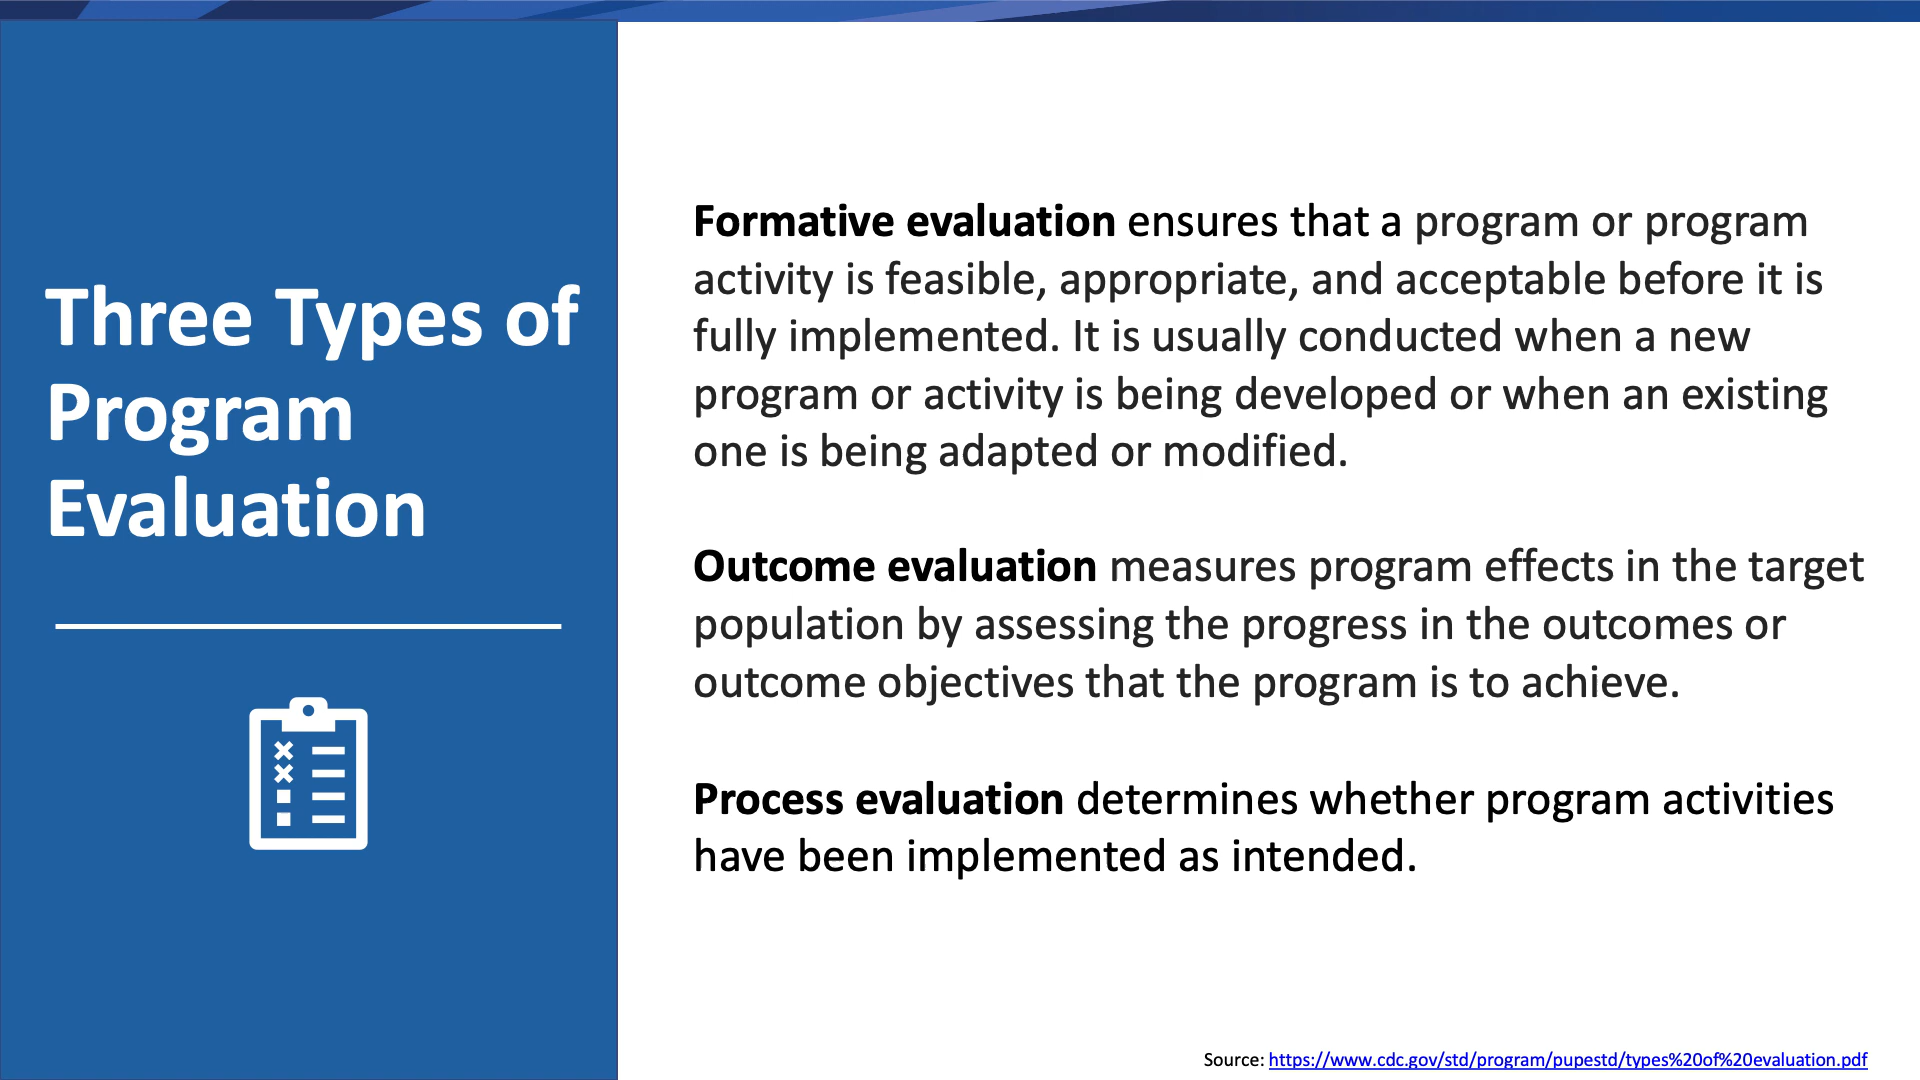 Three Types of
Program
Evaluation
Formative evaluation ensures that a program or program
activity is feasible, appropriate, and acceptable before it is
fully implemented. It is usually conducted when a new
program or activity is being developed or when an existing
one is being adapted or modified.
Outcome evaluation measures program effects in the target
population by assessing the progress in the outcomes or
outcome objectives that the program is to achieve.
Process evaluation determines whether program activities
have been implemented as intended.
Source: https://www.cdc.gov/std/program/pupestd/types%20of%20evaluation.pdf